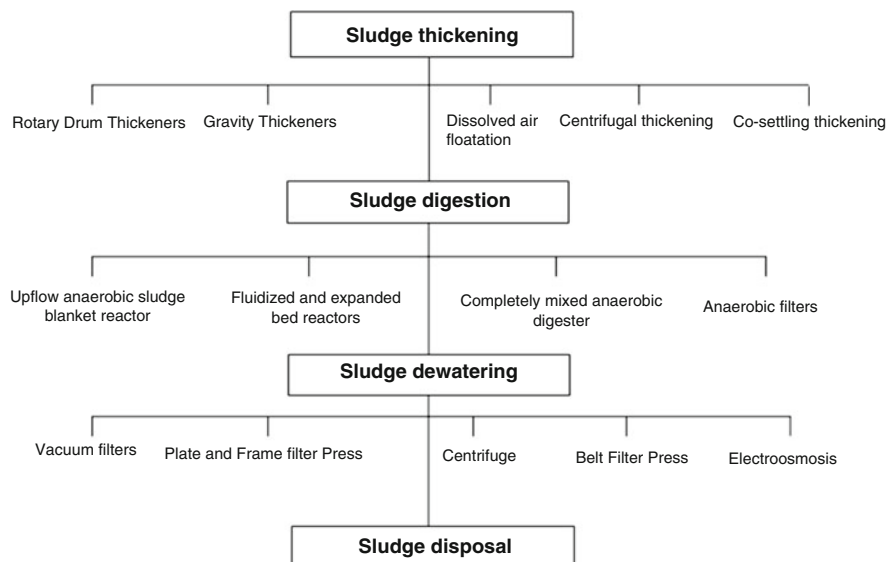 Sludge thickening
Rotary Drum Thickeners
Gravity Thickeners
Dissolved air
floatation
Centrifugal thickening
Co-settling thickening
Sludge digestion
Upflow anaerobic sludge
blanket reactor
Fluidized and expanded
bed reactors
Completely mixed anaerobic
digester
Anaerobic filters
Sludge dewatering
Vacuum filters
Plate and Frame filter Press
Centrifuge
Belt Filter Press
Electroosmosis
Sludge disposal